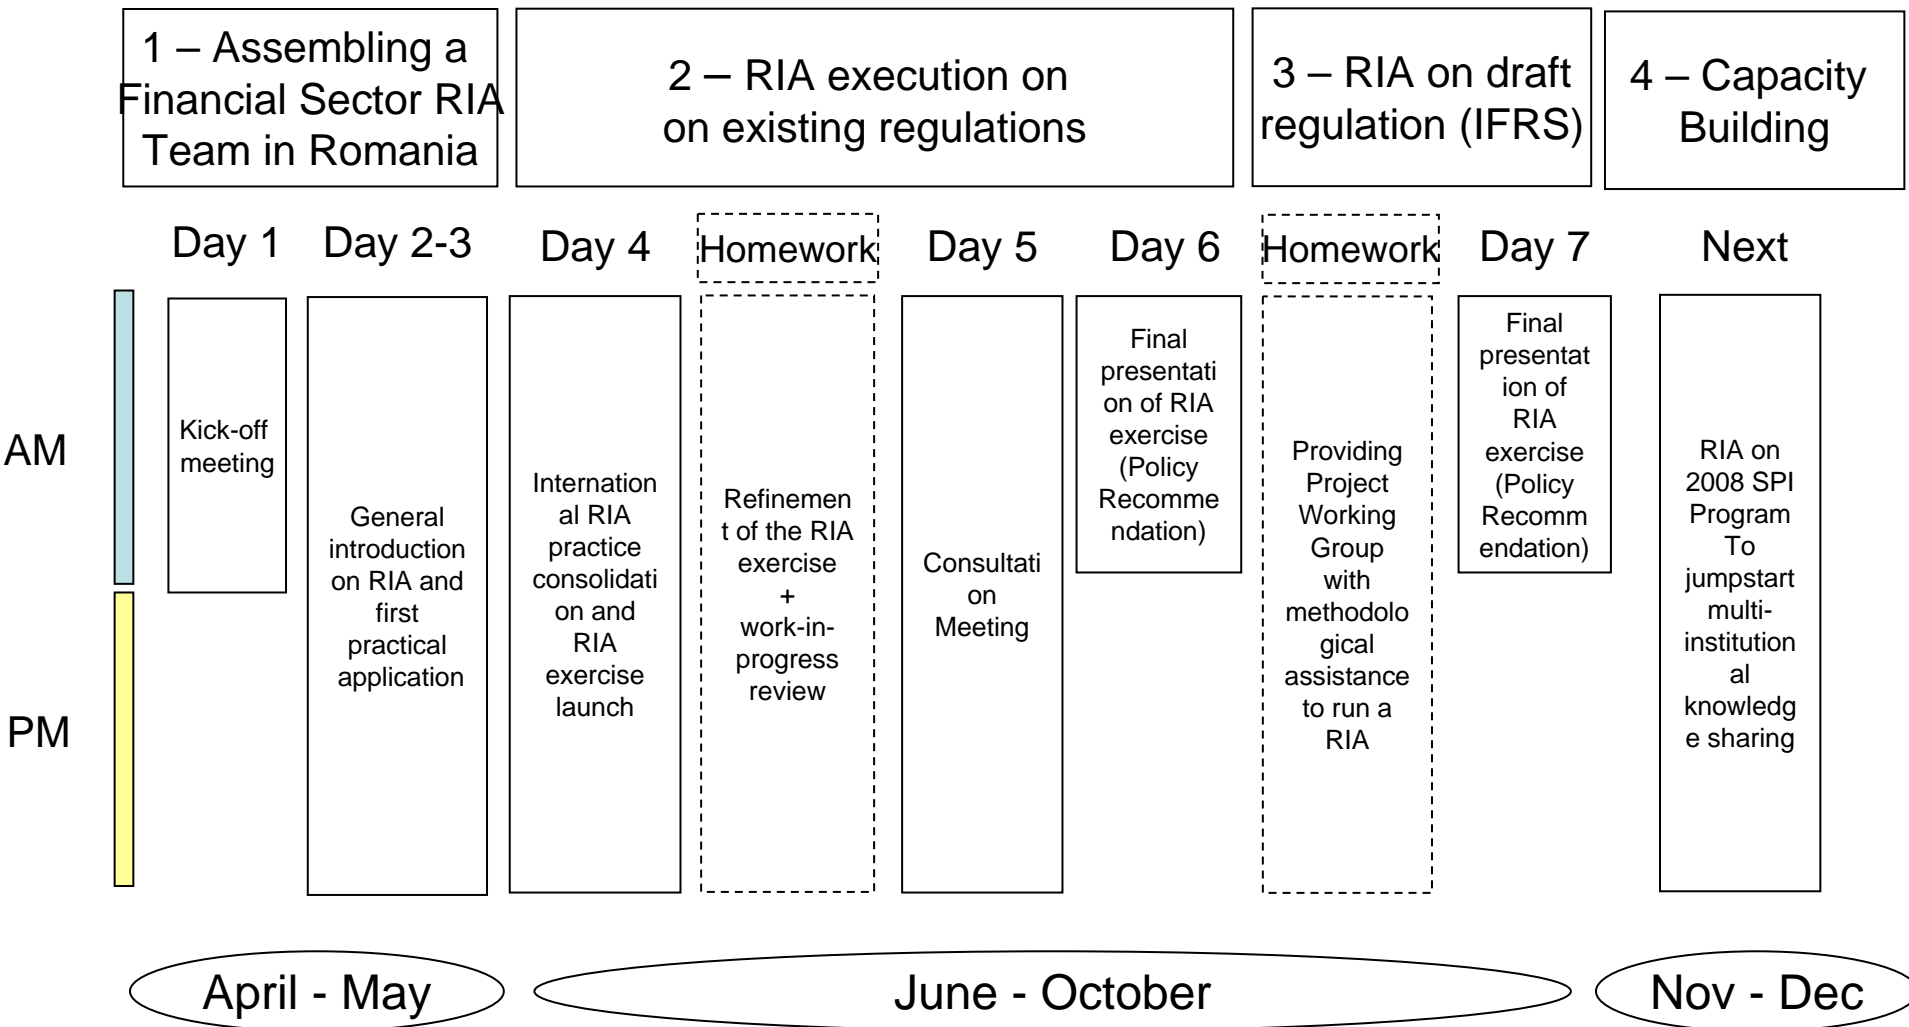 1 – Assembling a
Financial Sector RIA
Team in Romania
2 – RIA execution on
on existing regulations
3 – RIA on draft
regulation (IFRS)
4 – Capacity
Building
Day 1
Day 2-3
Day 4
Homework
Day 5
Day 6
Homework
Day 7
Next
AM
PM
Kick-off
meeting
General
introduction
on RIA and
first
practical
application
Internation
al RIA
practice
consolidati
on and
RIA
exercise
launch
Refinemen
t of the RIA
exercise
+
work-in-
progress
review
Consultati
on
Meeting
Final
presentati
on of RIA
exercise
(Policy
Recomme
ndation)
Providing
Project
Working
Group
with
methodolo
gical
assistance
to run a
RIA
Final
presentat
ion of
RIA
exercise
(Policy
Recomm
endation)
RIA on
2008 SPI
Program
To
jumpstart
multi-
institution
al
knowledg
e sharing
April - May
June - October
Nov - Dec